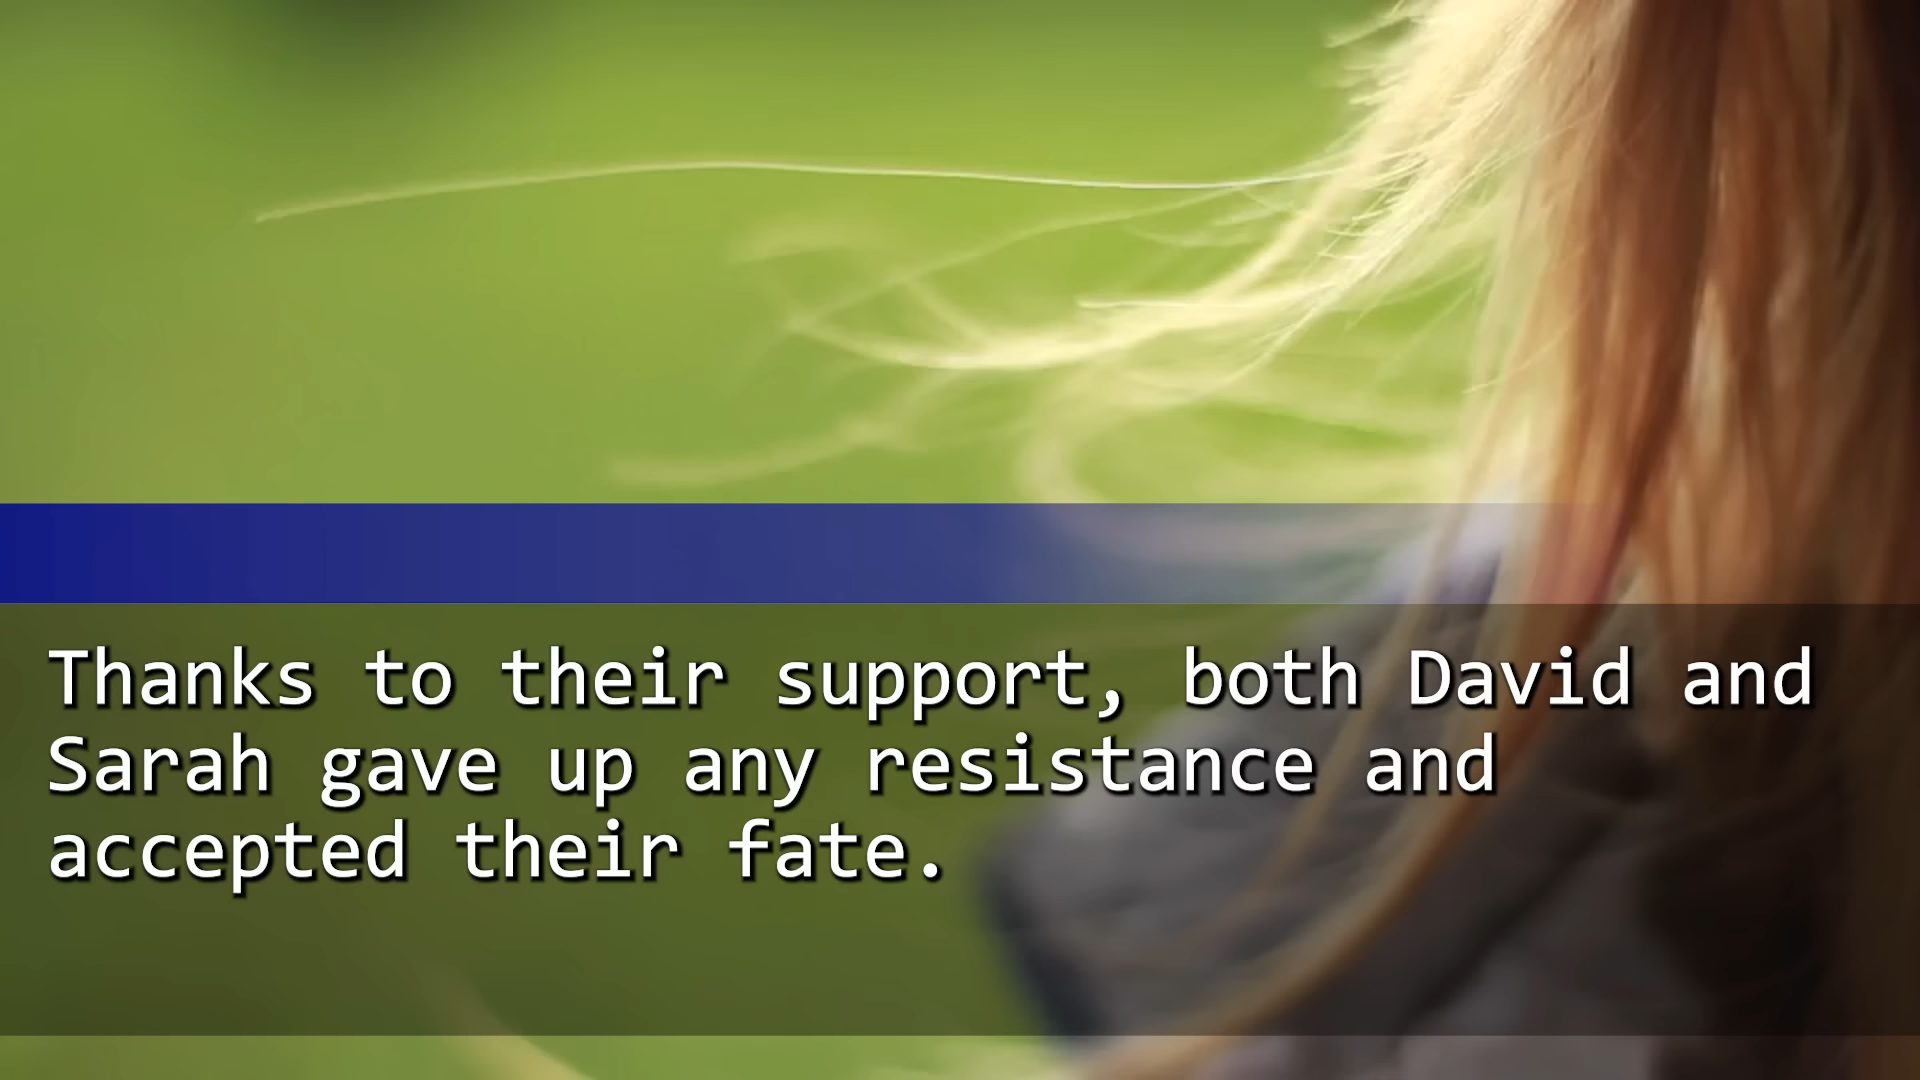 Thanks to their support, both David and
Sarah gave up any resistance and
accepted their fate.